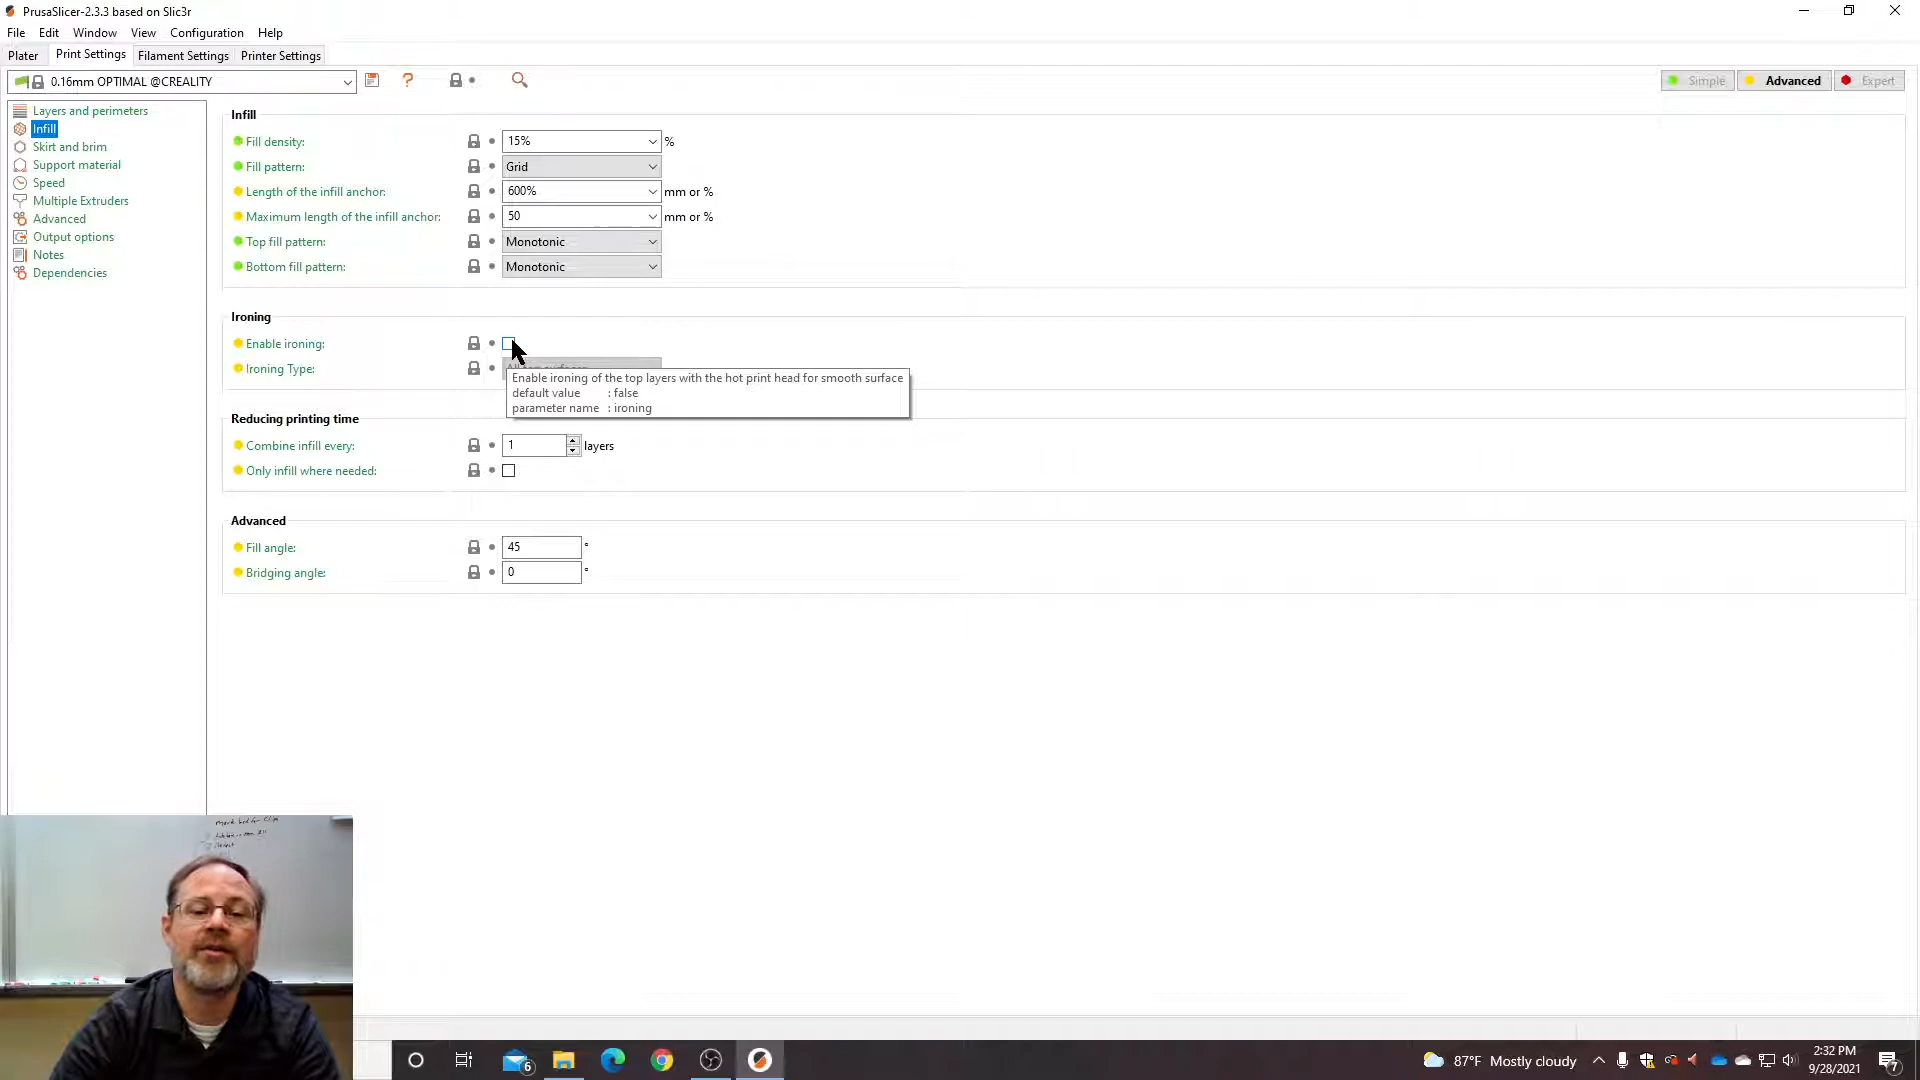 PrusaSlicer-2.3.3 based on Slic3r
File Edit Window View Configuration Help
Plater Print Settings Filament Settings Printer Settings
0.16mm OPTIMAL @CREALITY ? Simple Advanced Expert
Layers and perimeters
Infill
Skirt and brim
Support material
Speed
Multiple Extruders
Advanced
Output options
Notes
Dependencies
Infill
Fill density: 15% %
Fill pattern: Grid
Length of the infill anchor: 600% mm or %
Maximum length of the infill anchor: 50 mm or %
Top fill pattern: Monotonic
Bottom fill pattern: Monotonic
Ironing
Enable ironing:
Ironing Type:
Enable ironing of the top layers with the hot print head for smooth surface
default value : false
parameter name : ironing
Reducing printing time
Combine infill every: 1 layers
Only infill where needed:
Advanced
Fill angle: 45 °
Bridging angle: 0 °
6
87°F Mostly cloudy
2:32 PM
9/28/2021
7